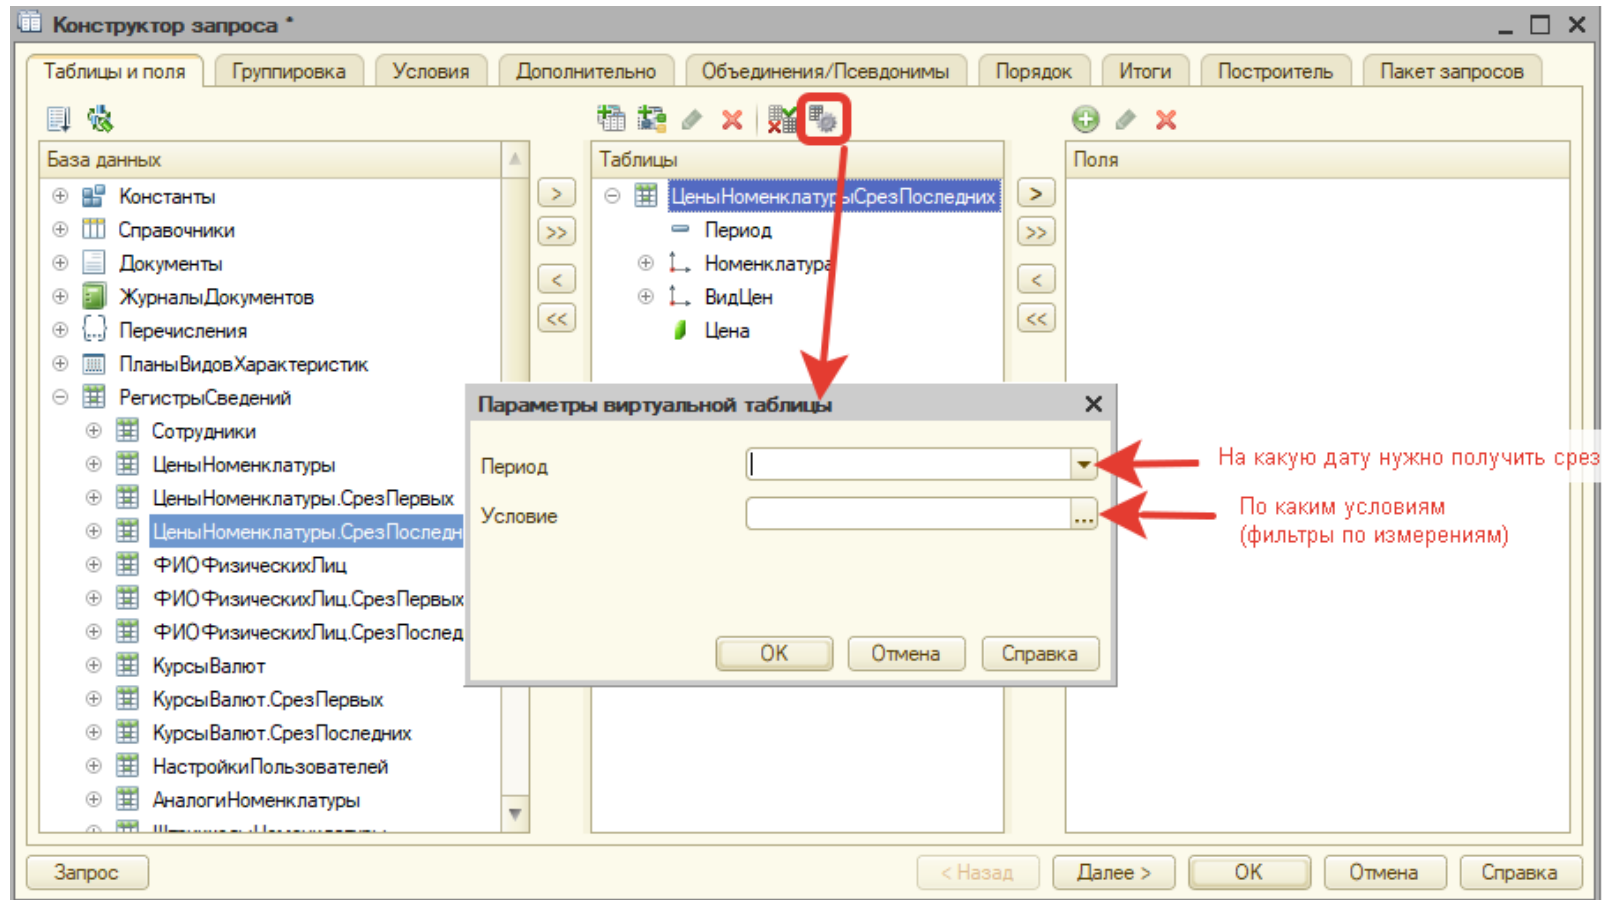 Конструктор запроса *
Таблицы и поля
Группировка
Условия
Дополнительно
Объединения/Псевдонимы
Порядок
Итоги
Построитель
Пакет запросов
База данных
Константы
Справочники
Документы
ЖурналыДокументов
Перечисления
ПланыВидовХарактеристик
РегистрыСведений
Сотрудники
ЦеныНоменклатуры
ЦеныНоменклатуры.СрезПервых
ЦеныНоменклатуры.СрезПоследн
ФИОФизическихЛиц
ФИОФизическихЛиц.СрезПервых
ФИОФизическихЛиц.СрезПослед
КурсыВалют
КурсыВалют.СрезПервых
КурсыВалют.СрезПоследних
НастройкиПользователей
АналогиНоменклатуры
>
>>
<
<<
Таблицы
ЦеныНоменклатурыСрезПоследних
Период
Номенклатура
ВидЦен
Цена
>
>>
<
<<
Поля
Параметры виртуальной таблицы
Период
Условие
...
ОК
Отмена
Справка
На какую дату нужно получить срез
По каким условиям
(фильтры по измерениям)
Запрос
< Назад
Далее >
ОК
Отмена
Справка